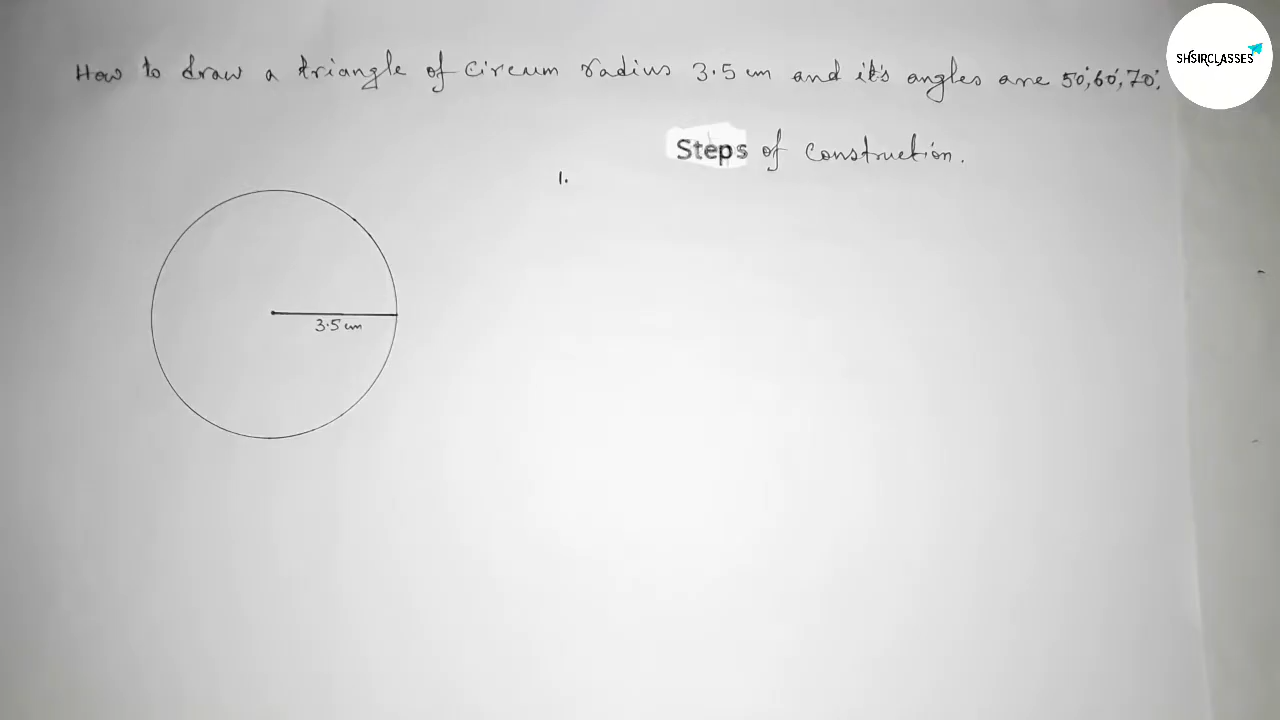 How to draw a triangle of circum radius 3.5 cm and it's angles are 50°, 60°, 70°.
SHSIRCLASSES
Steps of construction.
1.
3.5 cm